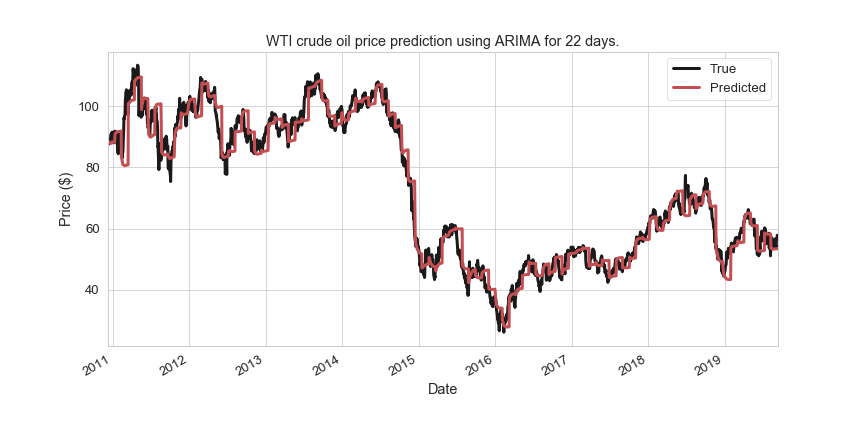 WTI crude oil price prediction using ARIMA for 22 days.
True
Predicted
100
80
60
40
Price ($)
2011
2012
2013
2014
2015
2016
2017
2018
2019
Date